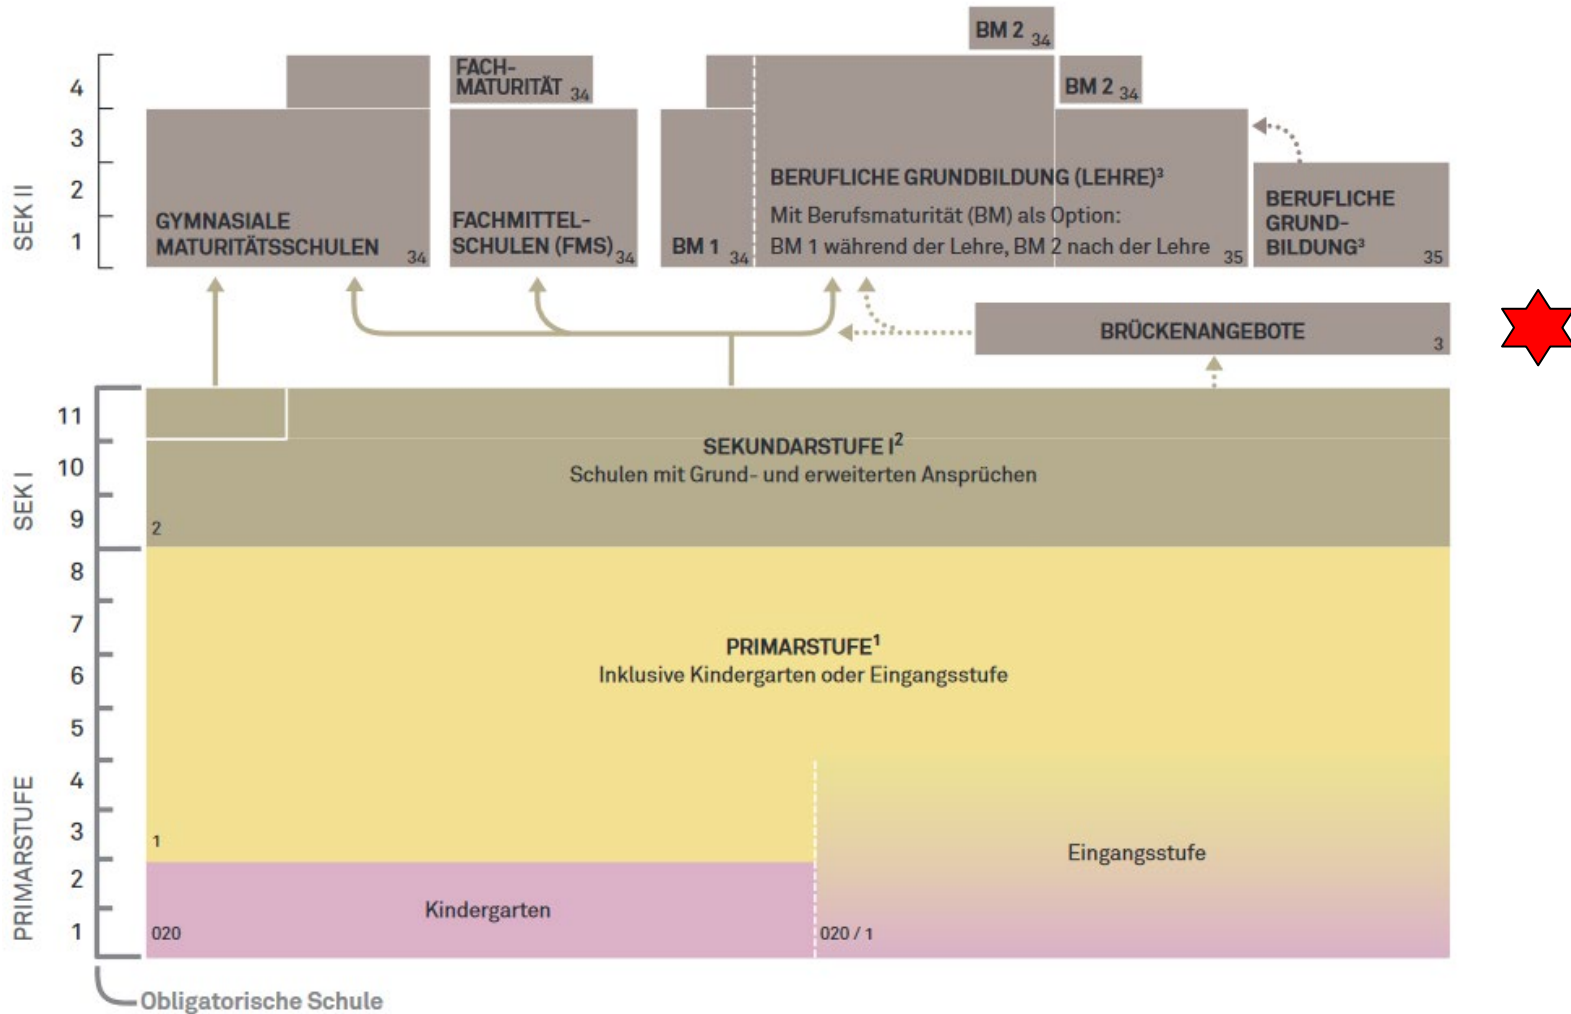 BM 2 34
4
3
2
1
SEK II
FACH-
MATURITÄT 34
BM 2 34
GYMNASIALE
MATURITÄTSSCHULEN 34
FACHMITTEL-
SCHULEN (FMS) 34
BM 1 34
BERUFLICHE GRUNDBILDUNG (LEHRE)³
Mit Berufsmaturität (BM) als Option:
BM 1 während der Lehre, BM 2 nach der Lehre 35
BERUFLICHE
GRUND-
BILDUNG³ 35
BRÜCKENANGEBOTE 3
11
10
9
SEK I
SEKUNDARSTUFE I²
Schulen mit Grund- und erweiterten Ansprüchen
2
8
7
6
5
4
3
2
1
PRIMARSTUFE
PRIMARSTUFE¹
Inklusive Kindergarten oder Eingangsstufe
1
Eingangsstufe
Kindergarten
020
020 / 1
Obligatorische Schule